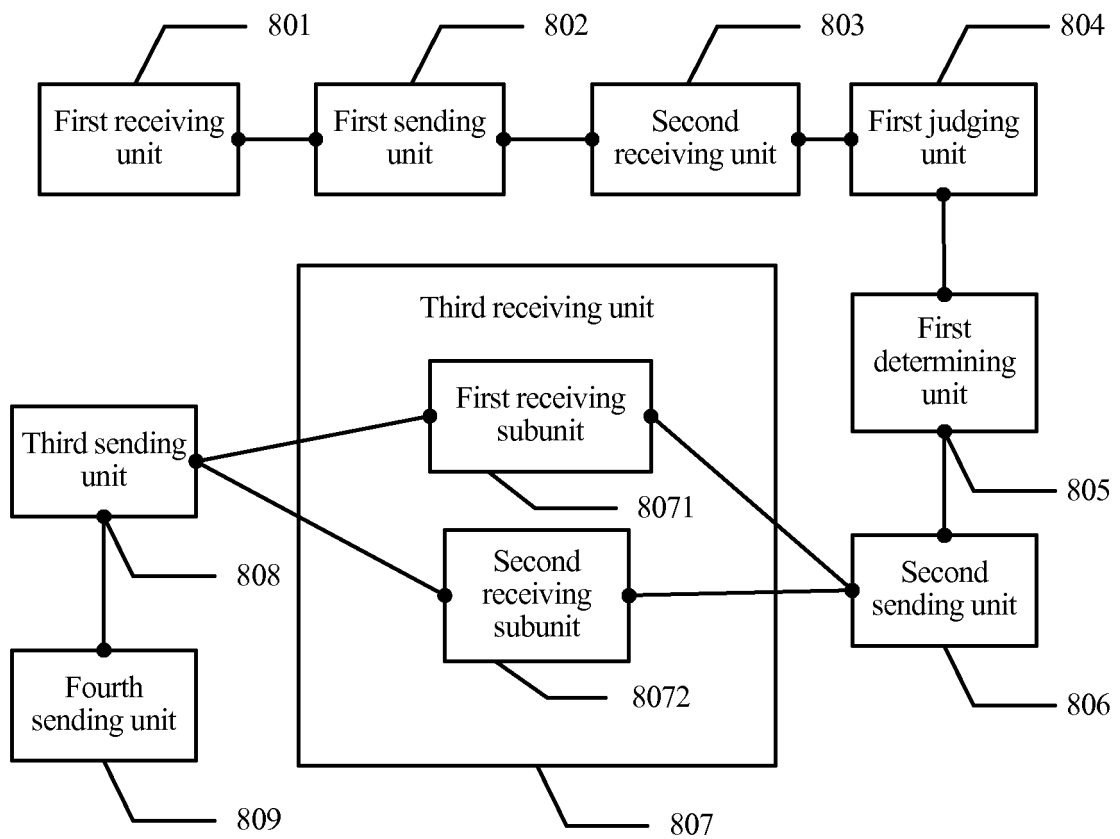 801
802
803
804
First receiving
unit
First sending
unit
Second
receiving unit
First judging
unit
Third receiving unit
First
determining
unit
805
First receiving
subunit
8071
Third sending
unit
808
Second
receiving
subunit
8072
Second
sending unit
806
Fourth
sending unit
809
807